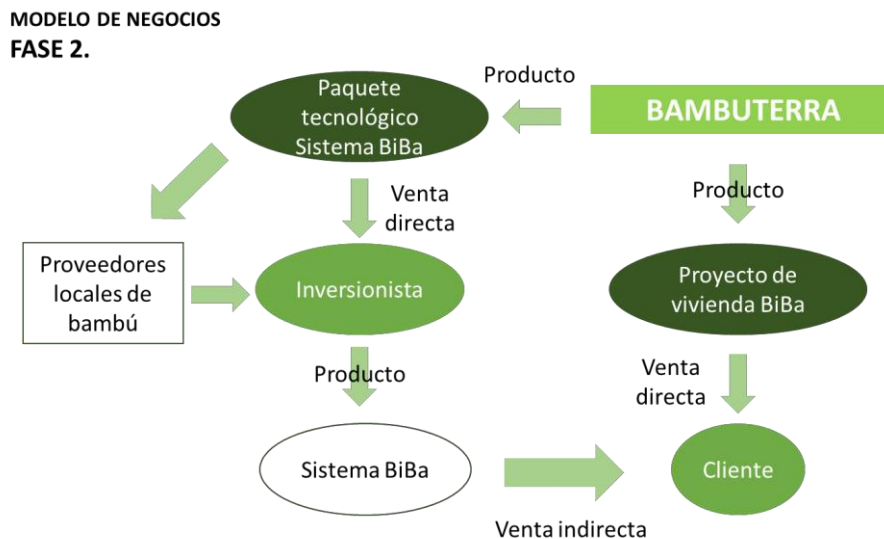 MODELO DE NEGOCIOS
FASE 2.
Producto
Paquete
tecnológico
Sistema BiBa
BAMBUTERRA
Venta
directa
Producto
Proveedores
locales de
bambú
Inversionista
Proyecto de
vivienda BiBa
Producto
Venta
directa
Sistema BiBa
Cliente
Venta indirecta